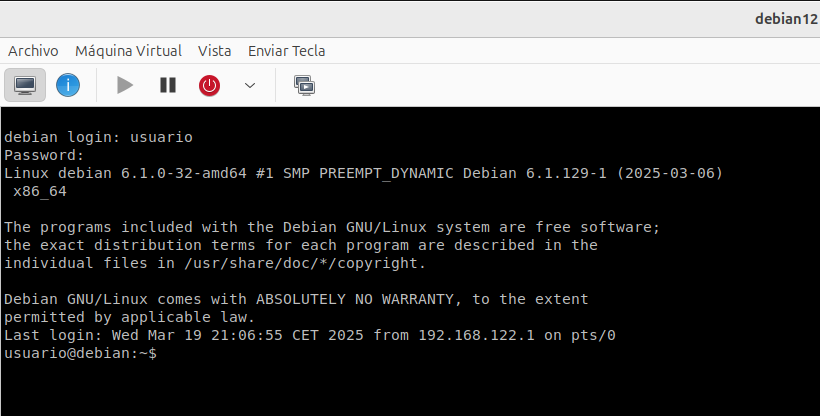 debian12
Archivo Máquina Virtual Vista Enviar Tecla
debian login: usuario
Password:
Linux debian 6.1.0-32-amd64 #1 SMP PREEMPT_DYNAMIC Debian 6.1.129-1 (2025-03-06)
 x86_64
The programs included with the Debian GNU/Linux system are free software;
the exact distribution terms for each program are described in the
individual files in /usr/share/doc/*/copyright.
Debian GNU/Linux comes with ABSOLUTELY NO WARRANTY, to the extent
permitted by applicable law.
Last login: Wed Mar 19 21:06:55 CET 2025 from 192.168.122.1 on pts/0
usuario@debian:~$